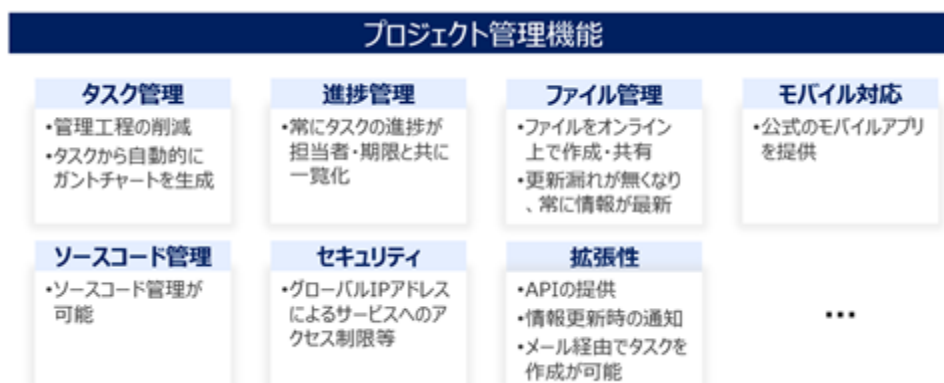 プロジェクト管理機能
タスク管理
•管理工程の削減
•タスクから自動的に
ガントチャートを生成
進捗管理
•常にタスクの進捗が
担当者・期限と共に
一覧化
ファイル管理
•ファイルをオンライン
上で作成・共有
•更新漏れが無くなり
、常に情報が最新
モバイル対応
•公式のモバイルアプリ
を提供
ソースコード管理
•ソースコード管理が
可能
セキュリティ
•グローバルIPアドレス
によるサービスへのア
クセス制限等
拡張性
•APIの提供
•情報更新時の通知
•メール経由でタスクを
作成が可能
…